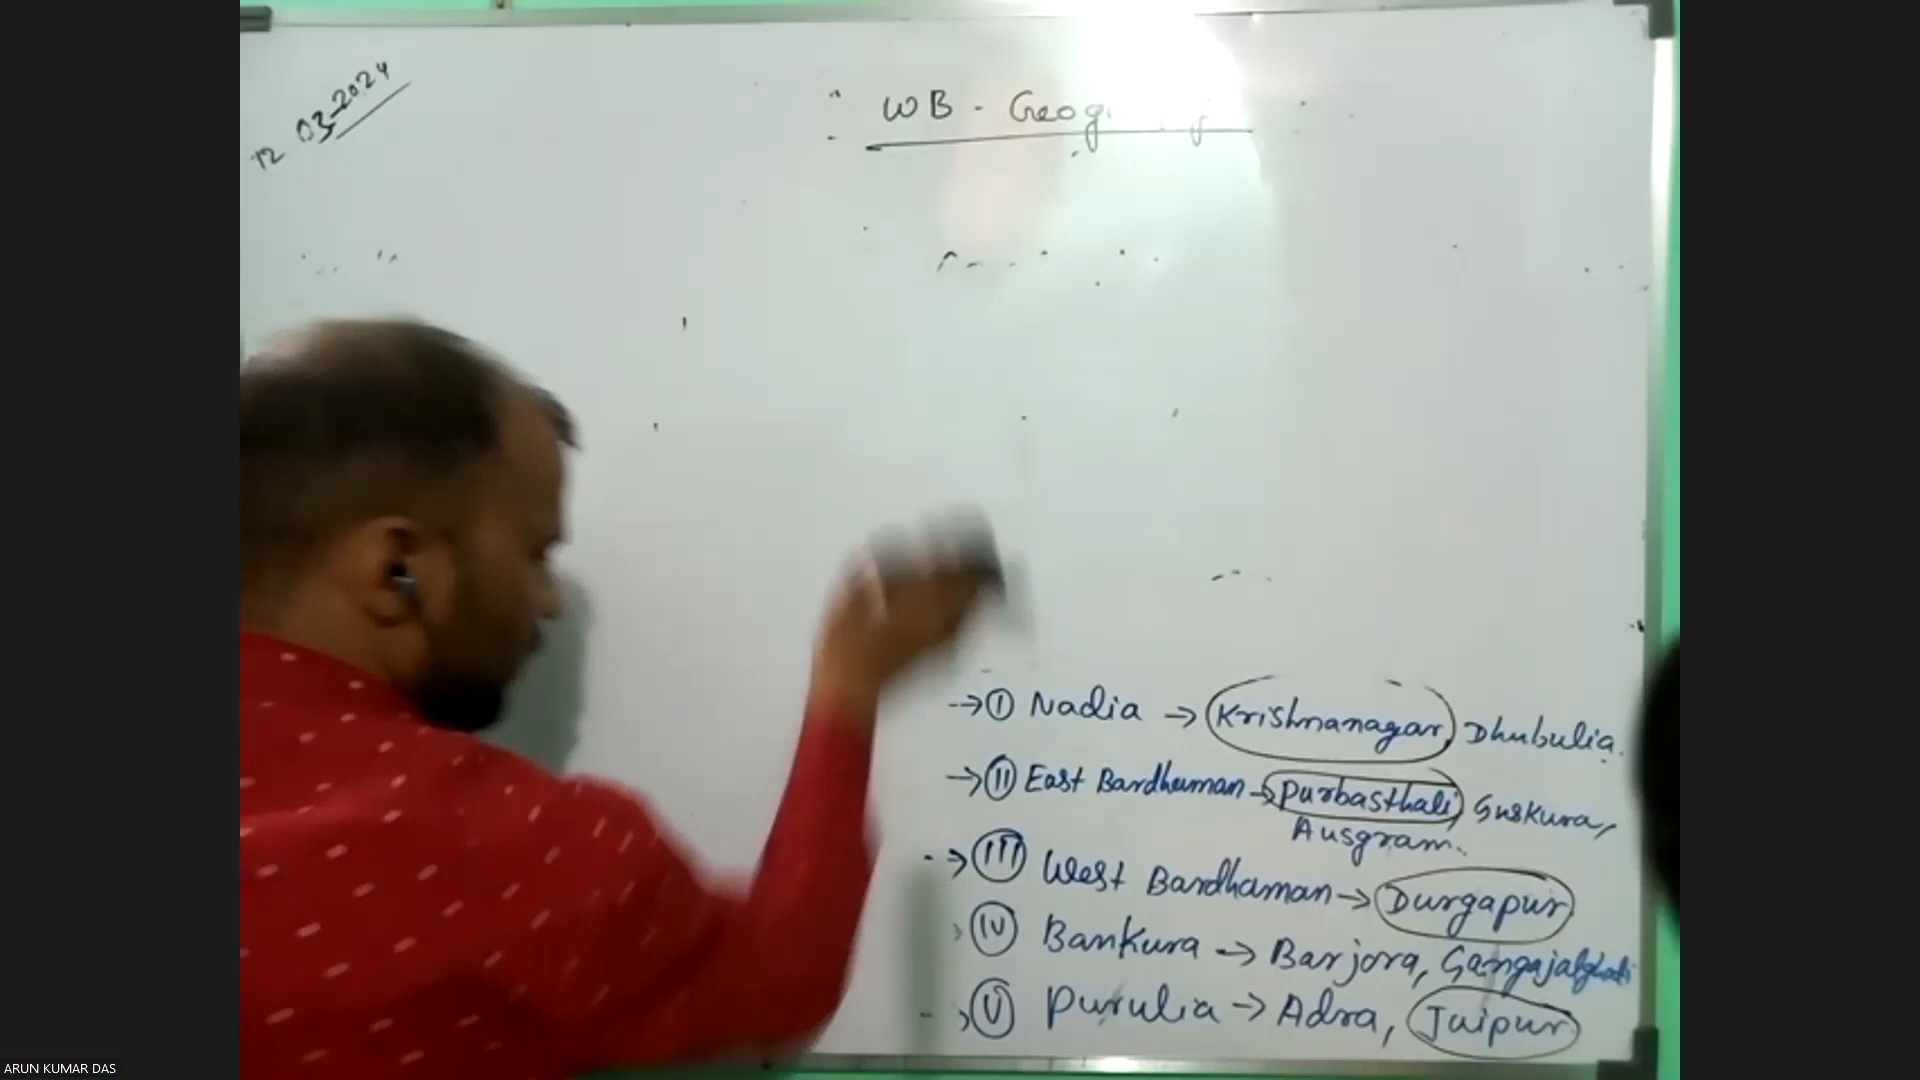 12 03-2024
WB - Geog
→ I Nadia → Krishnanagar, Dhubulia.
→ II East Bardhaman → Purbasthali, Guskura,
Ausgram.
→ III West Bardhaman → Durgapur
IV Bankura → Barjora, Gangajalghati
V Purulia → Adra, Jaipur
ARUN KUMAR DAS